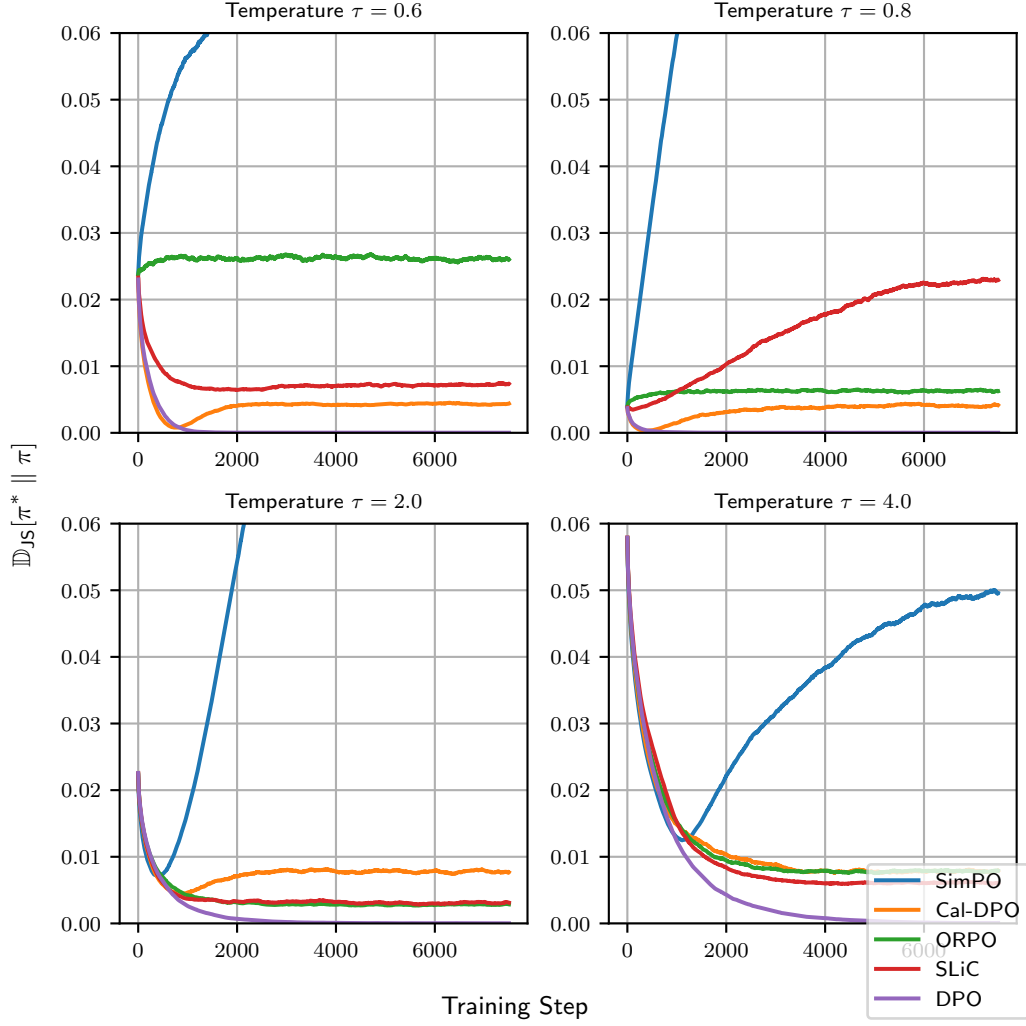 Temperature τ = 0.6
Temperature τ = 0.8
0.06
0.05
0.04
0.03
0.02
0.01
0.00
0 2000 4000 6000
0.06
0.05
0.04
0.03
0.02
0.01
0.00
0 2000 4000 6000
𝔻JS[π* ∥ π]
Temperature τ = 2.0
Temperature τ = 4.0
0.06
0.05
0.04
0.03
0.02
0.01
0.00
0 2000 4000 6000
0.06
0.05
0.04
0.03
0.02
0.01
0.00
0 2000 4000 6000
SimPO
Cal-DPO
ORPO
SLiC
DPO
Training Step